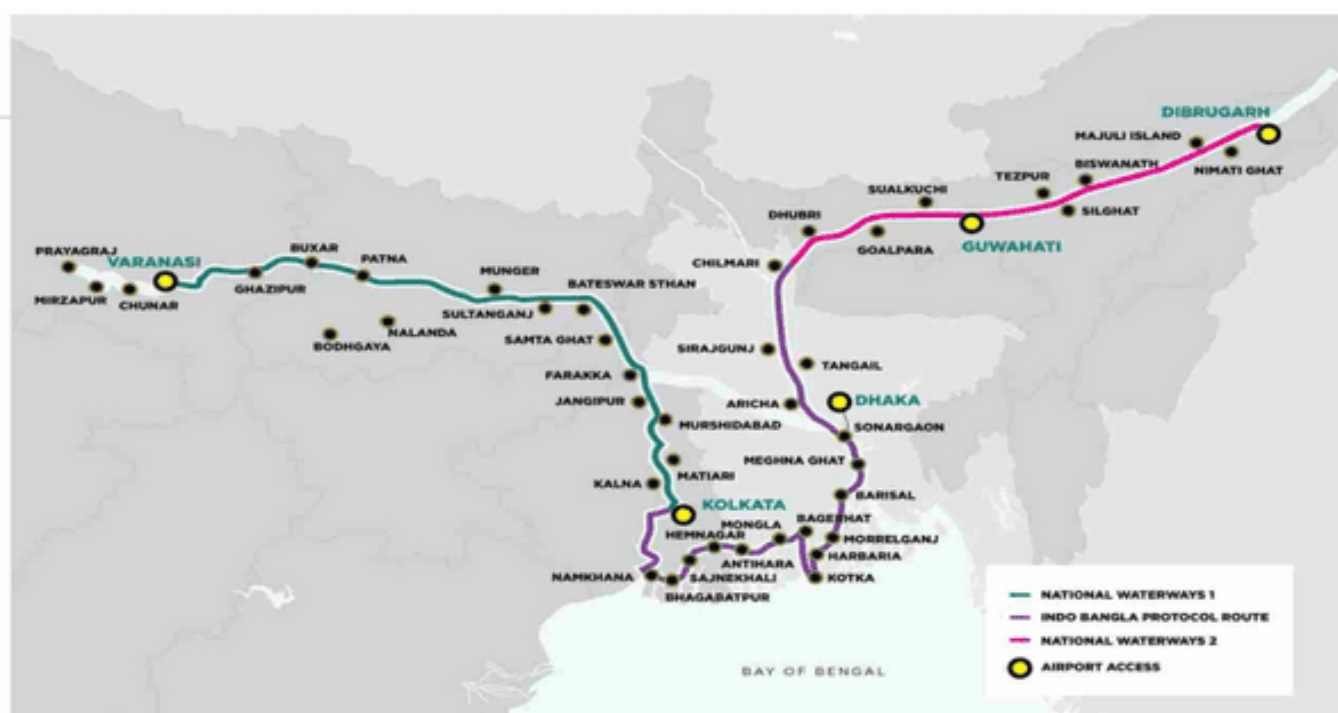 DIBRUGARH
MAJULI ISLAND
NIMATI GHAT
BISWANATH
TEZPUR
SILGHAT
SUALKUCHI
GUWAHATI
DHUBRI
GOALPARA
CHILMARI
PRAYAGRAJ
VARANASI
MIRZAPUR
CHUNAR
BUXAR
GHAZIPUR
PATNA
MUNGER
BATESWAR STHAN
SULTANGANJ
NALANDA
BODHGAYA
SAMTA GHAT
SIRAJGUNJ
TANGAIL
FARAKKA
JANGIPUR
ARICHA
DHAKA
MURSHIDABAD
SONARGAON
MEGHNA GHAT
MATIARI
KALNA
BARISAL
KOLKATA
HEMNAGAR
MONGLA
BAGERHAT
MORRELGANJ
ANTIHARA
HARBARIA
NAMKHANA
SAJNEKHALI
KOTKA
BHAGABATPUR
BAY OF BENGAL
NATIONAL WATERWAYS 1
INDO BANGLA PROTOCOL ROUTE
NATIONAL WATERWAYS 2
AIRPORT ACCESS